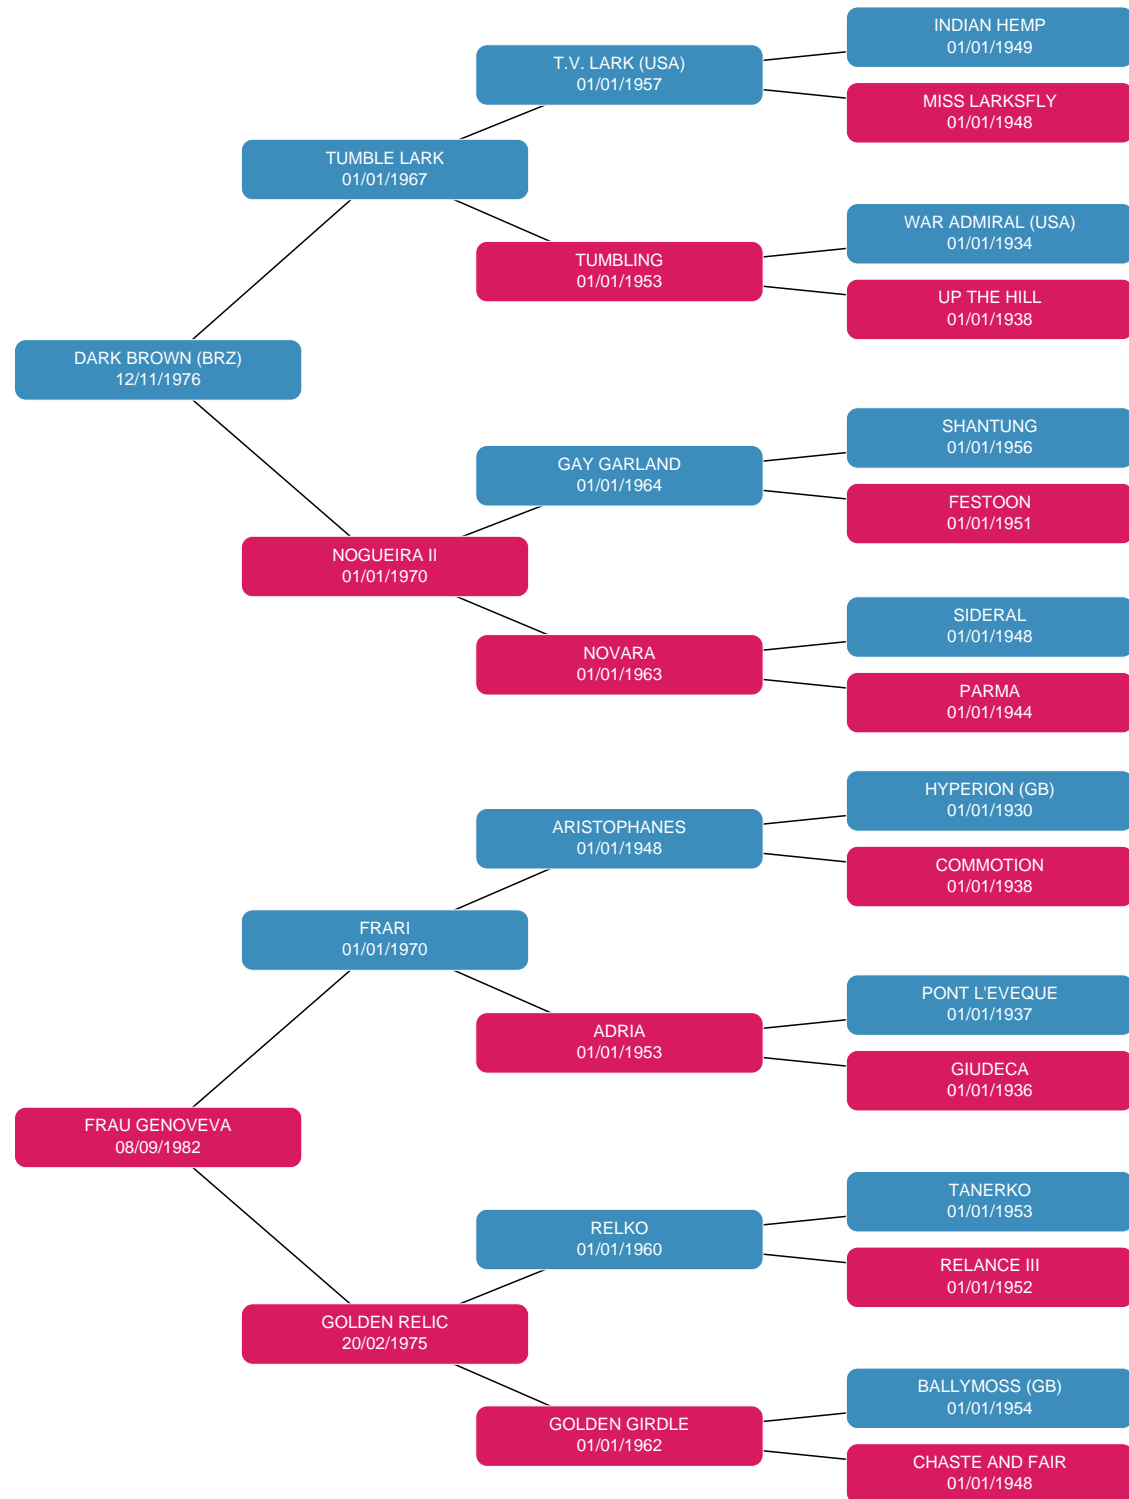 INDIAN HEMP
01/01/1949
T.V. LARK (USA)
01/01/1957
MISS LARKSFLY
01/01/1948
TUMBLE LARK
01/01/1967
WAR ADMIRAL (USA)
01/01/1934
TUMBLING
01/01/1953
UP THE HILL
01/01/1938
DARK BROWN (BRZ)
12/11/1976
SHANTUNG
01/01/1956
GAY GARLAND
01/01/1964
FESTOON
01/01/1951
NOGUEIRA II
01/01/1970
SIDERAL
01/01/1948
NOVARA
01/01/1963
PARMA
01/01/1944
HYPERION (GB)
01/01/1930
ARISTOPHANES
01/01/1948
COMMOTION
01/01/1938
FRARI
01/01/1970
PONT L'EVEQUE
01/01/1937
ADRIA
01/01/1953
GIUDECA
01/01/1936
FRAU GENOVEVA
08/09/1982
TANERKO
01/01/1953
RELKO
01/01/1960
RELANCE III
01/01/1952
GOLDEN RELIC
20/02/1975
BALLYMOSS (GB)
01/01/1954
GOLDEN GIRDLE
01/01/1962
CHASTE AND FAIR
01/01/1948